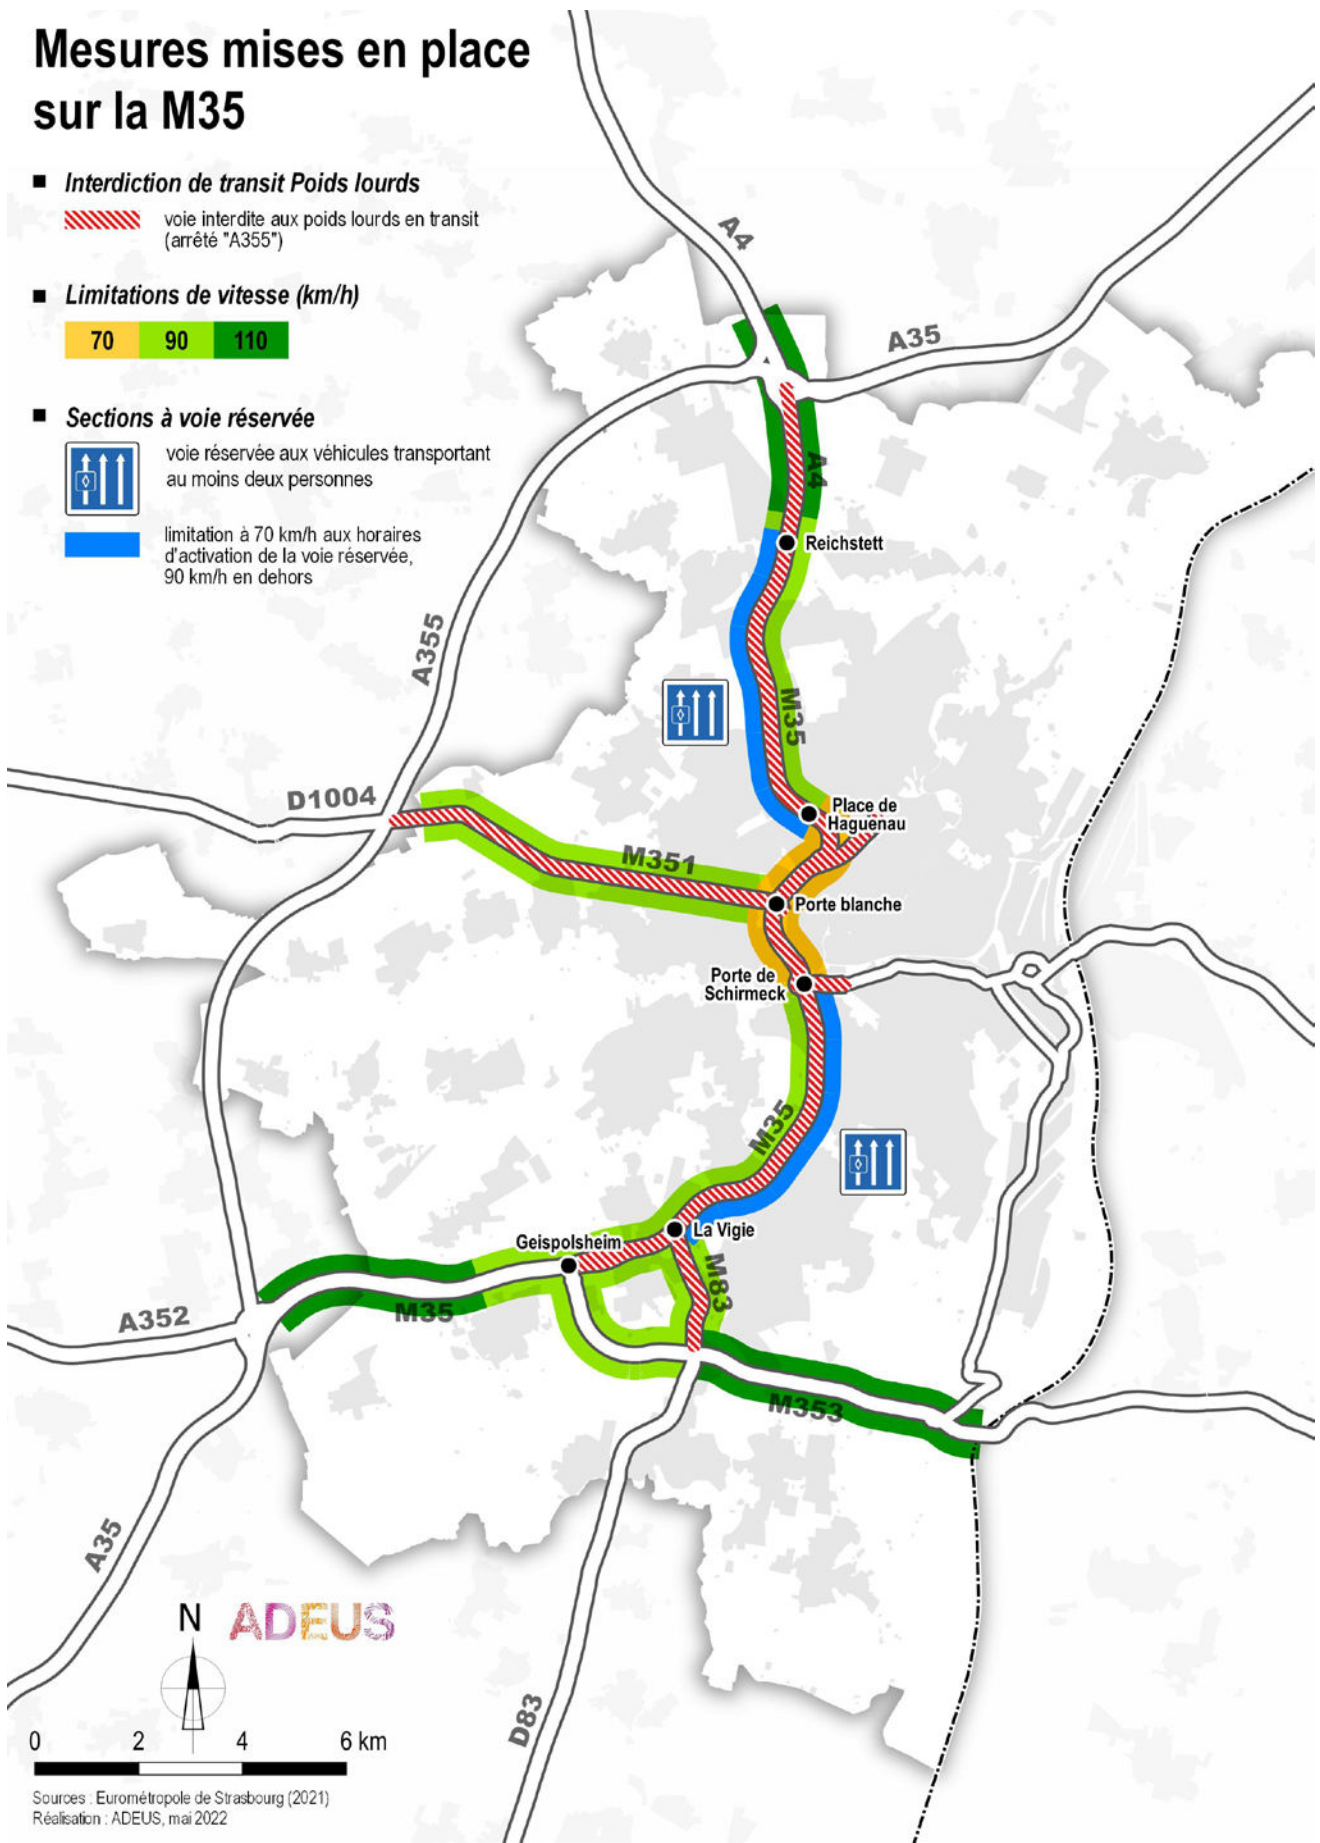 Mesures mises en place
sur la M35
Interdiction de transit Poids lourds
voie interdite aux poids lourds en transit
(arrêté "A355")
Limitations de vitesse (km/h)
70 90 110
Sections à voie réservée
voie réservée aux véhicules transportant
au moins deux personnes
limitation à 70 km/h aux horaires
d'activation de la voie réservée,
90 km/h en dehors
A4
A35
A4
Reichstett
A355
M35
D1004
Place de
Haguenau
M351
Porte blanche
Porte de
Schirmeck
M35
La Vigie
Geispolsheim
M83
A352
M35
M353
A35
D83
N
ADEUS
0 2 4 6 km
Sources : Eurométropole de Strasbourg (2021)
Réalisation : ADEUS, mai 2022